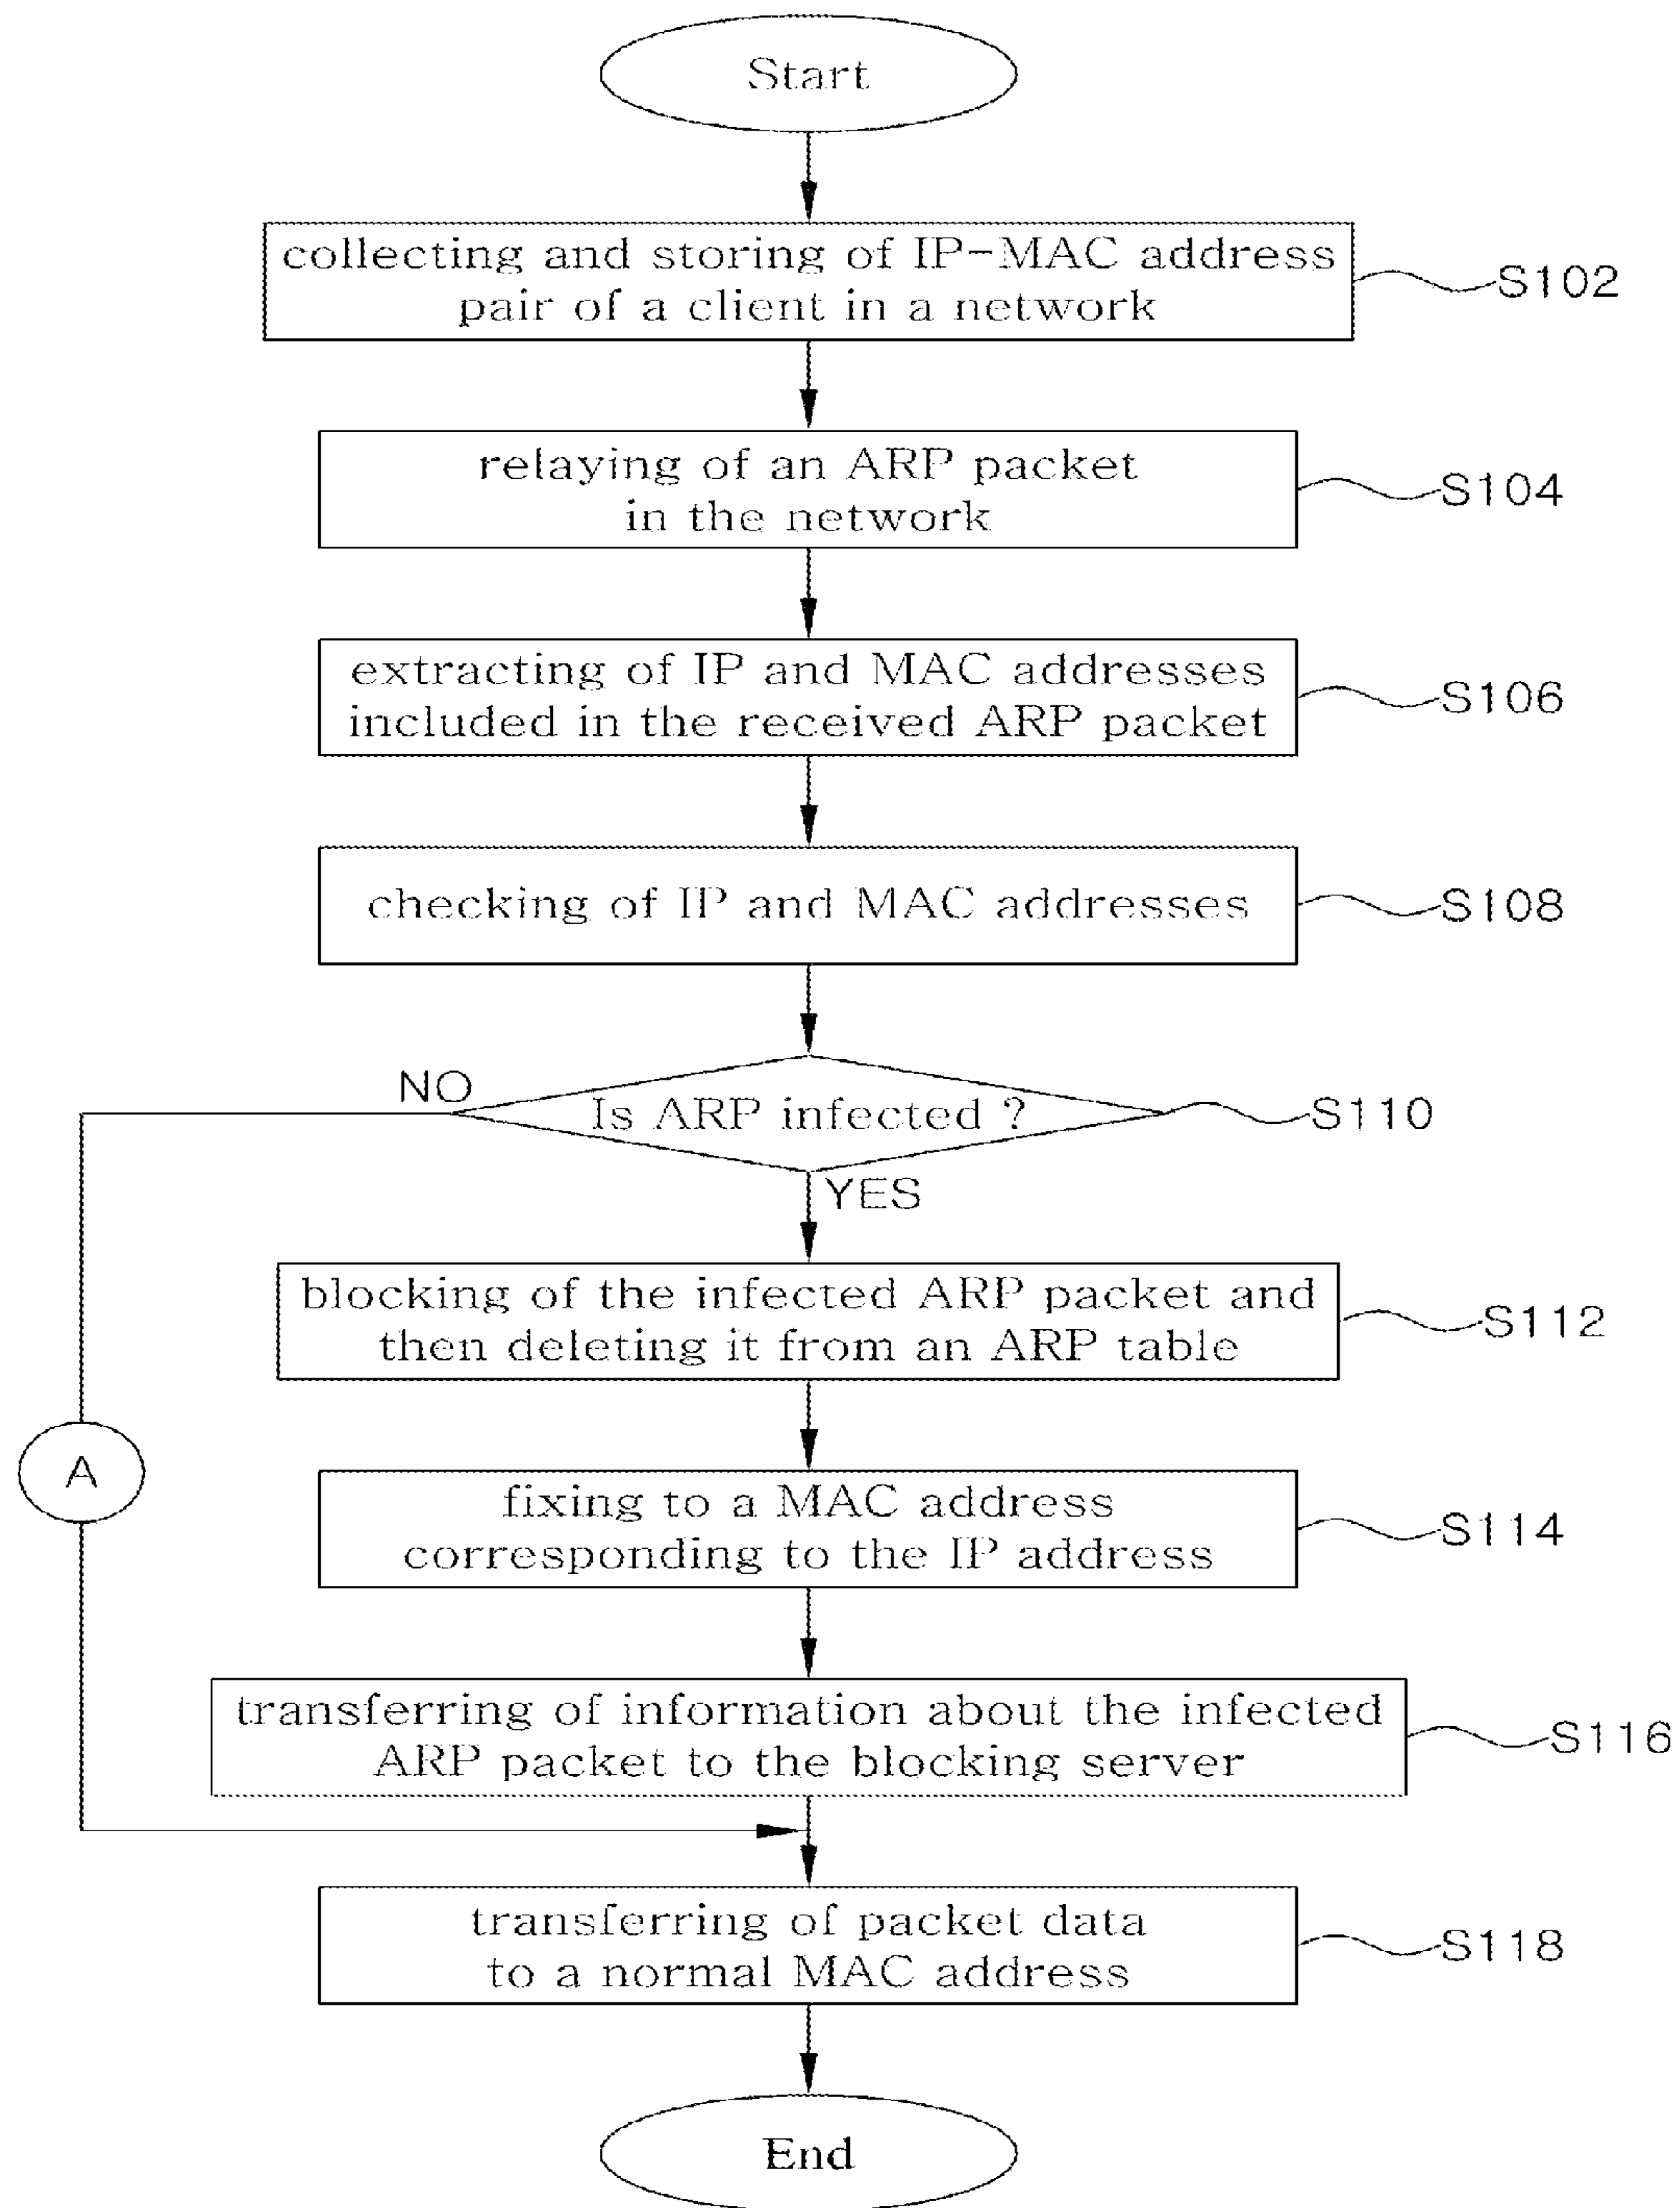 Start
collecting and storing of IP-MAC address
pair of a client in a network
S102
relaying of an ARP packet
in the network
S104
extracting of IP and MAC addresses
included in the received ARP packet
S106
checking of IP and MAC addresses
S108
NO
Is ARP infected ?
S110
YES
blocking of the infected ARP packet and
then deleting it from an ARP table
S112
A
fixing to a MAC address
corresponding to the IP address
S114
transferring of information about the infected
ARP packet to the blocking server
S116
transferring of packet data
to a normal MAC address
S118
End